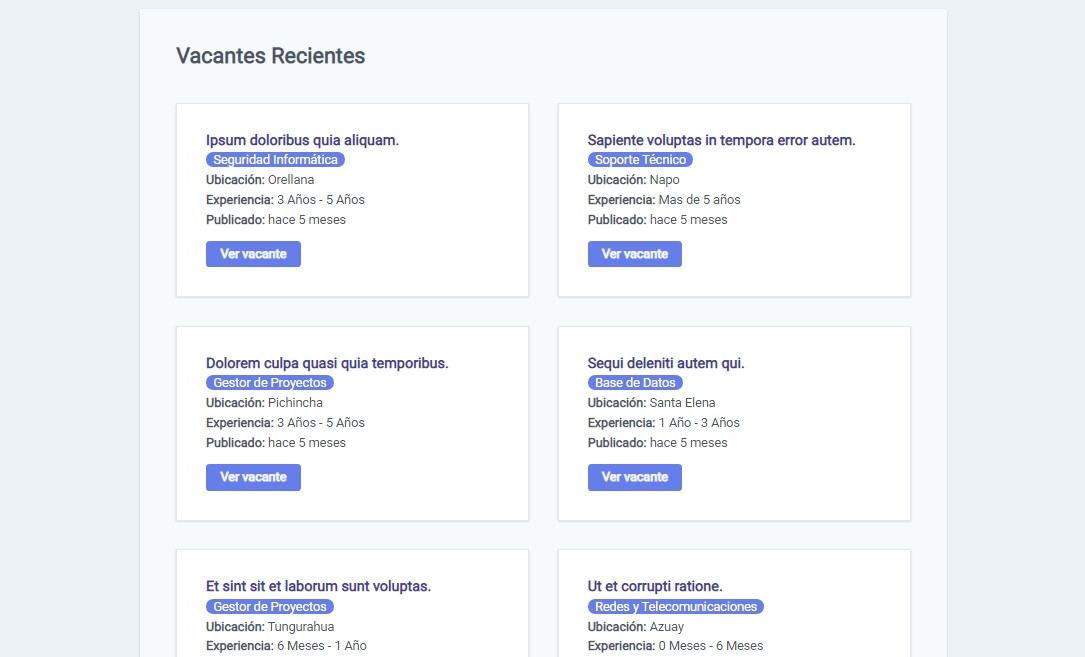 Vacantes Recientes
Ipsum doloribus quia aliquam.
Seguridad Informática
Ubicación: Orellana
Experiencia: 3 Años - 5 Años
Publicado: hace 5 meses
Ver vacante
Sapiente voluptas in tempora error autem.
Soporte Técnico
Ubicación: Napo
Experiencia: Mas de 5 años
Publicado: hace 5 meses
Ver vacante
Dolorem culpa quasi quia temporibus.
Gestor de Proyectos
Ubicación: Pichincha
Experiencia: 3 Años - 5 Años
Publicado: hace 5 meses
Ver vacante
Sequi deleniti autem qui.
Base de Datos
Ubicación: Santa Elena
Experiencia: 1 Año - 3 Años
Publicado: hace 5 meses
Ver vacante
Et sint sit et laborum sunt voluptas.
Gestor de Proyectos
Ubicación: Tungurahua
Experiencia: 6 Meses - 1 Año
Ut et corrupti ratione.
Redes y Telecomunicaciones
Ubicación: Azuay
Experiencia: 0 Meses - 6 Meses